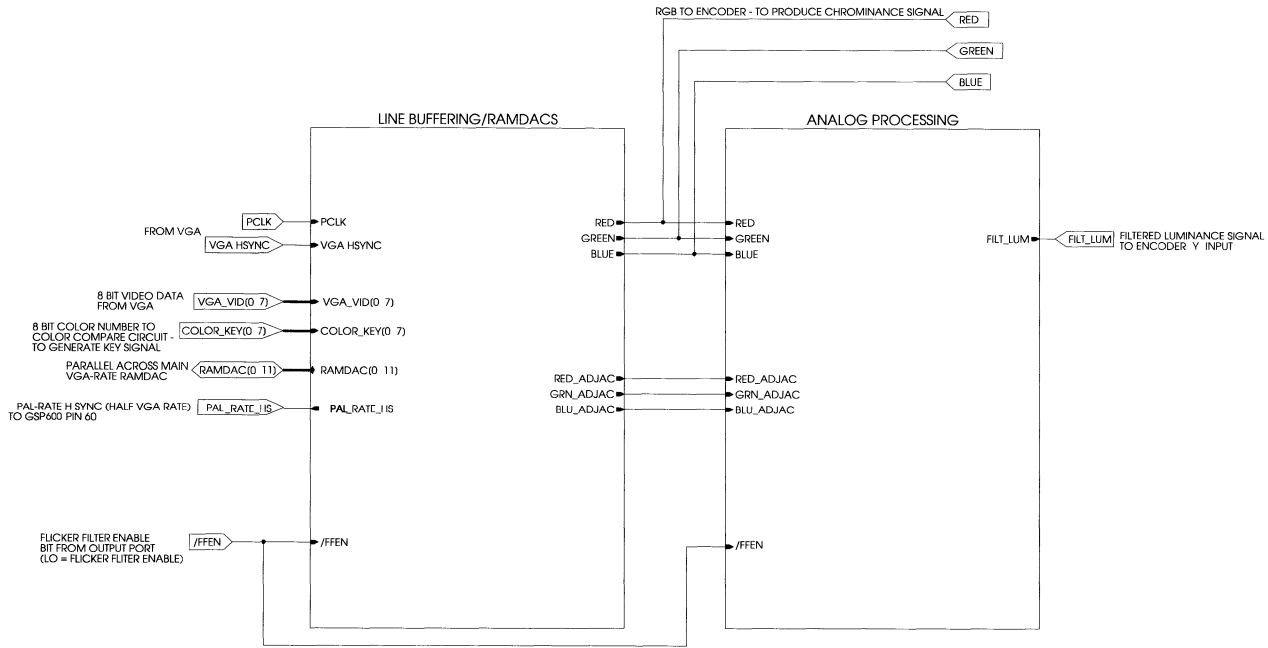 RGB TO ENCODER - TO PRODUCE CHROMINANCE SIGNAL
RED
GREEN
BLUE
LINE BUFFERING/RAMDACS
ANALOG PROCESSING
FROM VGA
PCLK
PCLK
VGA HSYNC
VGA HSYNC
8 BIT VIDEO DATA
FROM VGA
VGA_VID(0 7)
VGA_VID(0 7)
8 BIT COLOR NUMBER TO
COLOR COMPARE CIRCUIT -
TO GENERATE KEY SIGNAL
COLOR_KEY(0 7)
COLOR_KEY(0 7)
PARALLEL ACROSS MAIN
VGA-RATE RAMDAC
RAMDAC(0 11)
RAMDAC(0 11)
PAL-RATE H SYNC (HALF VGA RATE)
TO GSP600 PIN 60
PAL_RATE_HS
PAL_RATE_HS
FLICKER FILTER ENABLE
BIT FROM OUTPUT PORT
(LO = FLICKER FLITER ENABLE)
/FFEN
/FFEN
RED
GREEN
BLUE
RED_ADJAC
GRN_ADJAC
BLU_ADJAC
RED
GREEN
BLUE
RED_ADJAC
GRN_ADJAC
BLU_ADJAC
/FFEN
FILT_LUM
FILT_LUM
FILTERED LUMINANCE SIGNAL
TO ENCODER Y INPUT